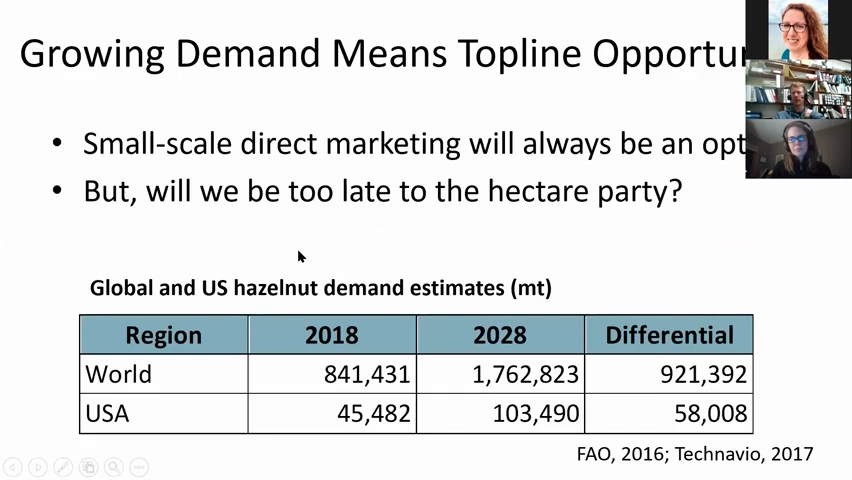 Growing Demand Means Topline
• Small-scale direct marketing will always be an
• But, will we be too late to the hectare party?
Global and US hazelnut demand estimates (mt)
Region 2018 2028 Differential
World 841,431 1,762,823 921,392
USA 45,482 103,490 58,008
FAO, 2016; Technavio, 2017